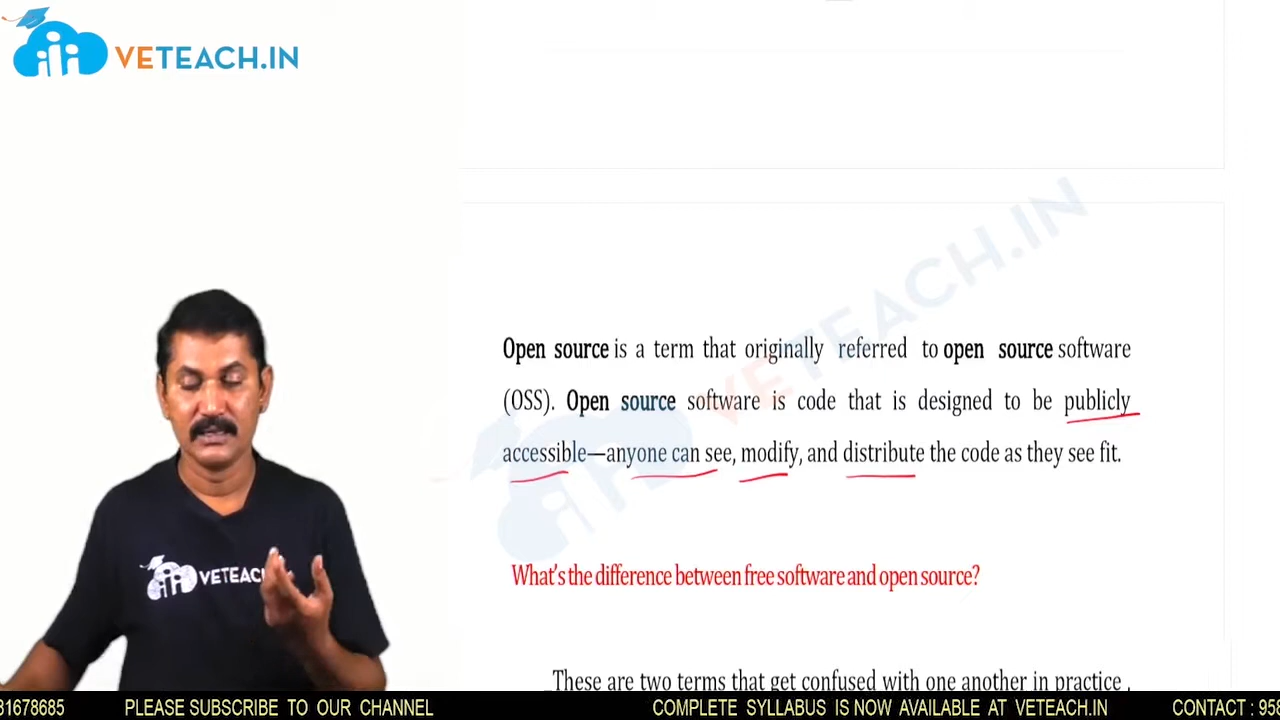 VETEACH.IN
VETEACH.IN
Open source is a term that originally referred to open source software
(OSS). Open source software is code that is designed to be publicly
accessible—anyone can see, modify, and distribute the code as they see fit.
VETEACH
What's the difference between free software and open source?
These are two terms that get confused with one another in practice .
31678685 PLEASE SUBSCRIBE TO OUR CHANNEL COMPLETE SYLLABUS IS NOW AVAILABLE AT VETEACH.IN CONTACT : 958